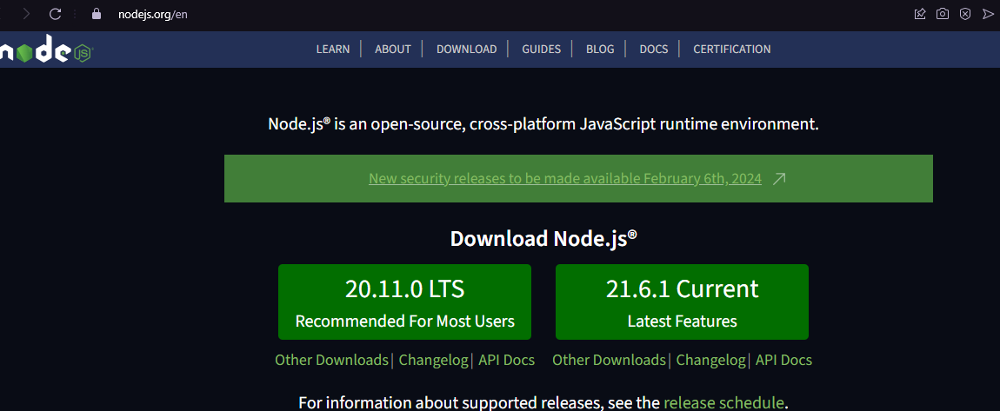 nodejs.org/en
node JS
LEARN | ABOUT | DOWNLOAD | GUIDES | BLOG | DOCS | CERTIFICATION
Node.js® is an open-source, cross-platform JavaScript runtime environment.
New security releases to be made available February 6th, 2024
Download Node.js®
20.11.0 LTS
Recommended For Most Users
21.6.1 Current
Latest Features
Other Downloads | Changelog | API Docs
Other Downloads | Changelog | API Docs
For information about supported releases, see the release schedule.